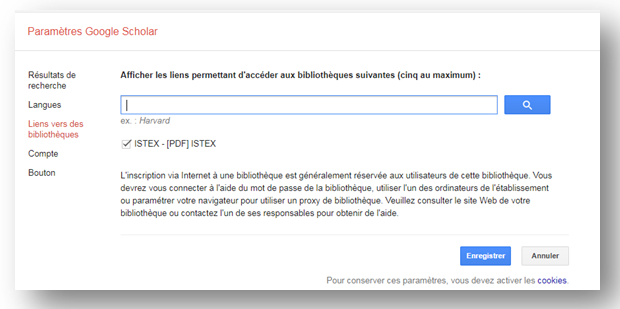 Paramètres Google Scholar
Résultats de
recherche
Langues
Liens vers des
bibliothèques
Compte
Bouton
Afficher les liens permettant d'accéder aux bibliothèques suivantes (cinq au maximum) :
ex. : Harvard
ISTEX - [PDF] ISTEX
L'inscription via Internet à une bibliothèque est généralement réservée aux utilisateurs de cette bibliothèque. Vous
devrez vous connecter à l'aide du mot de passe de la bibliothèque, utiliser l'un des ordinateurs de l'établissement
ou paramétrer votre navigateur pour utiliser un proxy de bibliothèque. Veuillez consulter le site Web de votre
bibliothèque ou contactez l'un de ses responsables pour obtenir de l'aide.
Enregistrer Annuler
Pour conserver ces paramètres, vous devez activer les cookies.